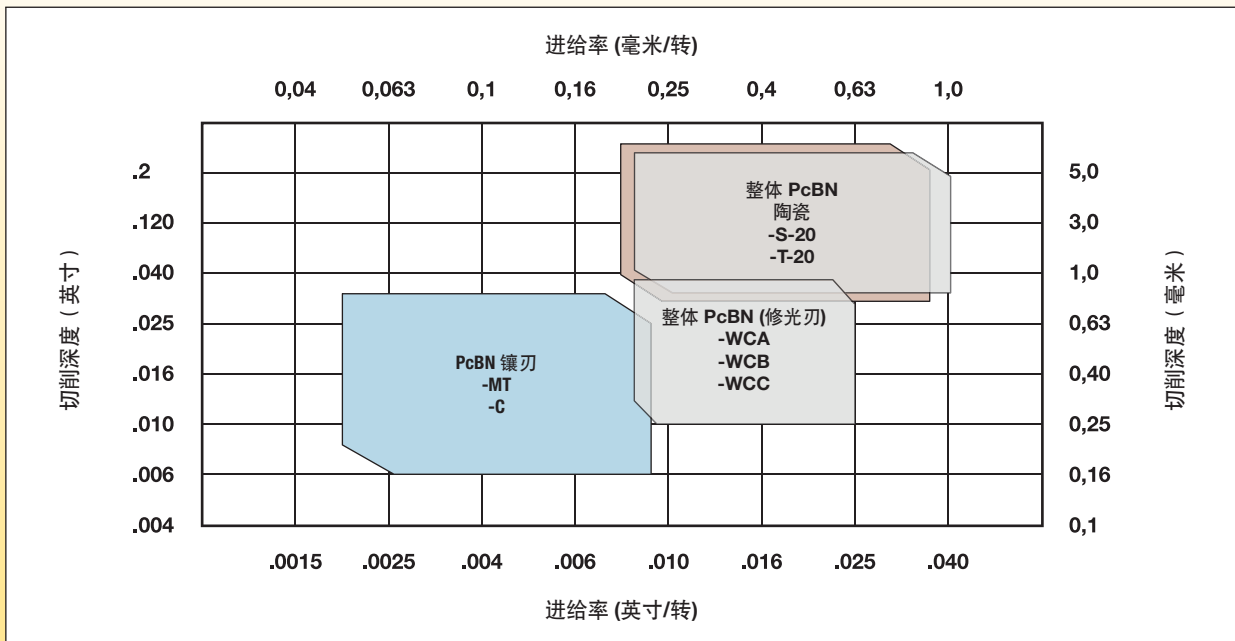 进给率 (毫米/转)
0,04 0,063 0,1 0,16 0,25 0,4 0,63 1,0
切削深度 ( 英寸 )
.2
.120
.040
.025
.016
.010
.006
.004
整体 PcBN
陶瓷
-S-20
-T-20
整体 PcBN (修光刃)
-WCA
-WCB
-WCC
PcBN 镶刃
-MT
-C
5,0
3,0
1,0
0,63
0,40
0,25
0,16
0,1
切削深度 ( 毫米 )
.0015 .0025 .004 .006 .010 .016 .025 .040
进给率 (英寸/转)